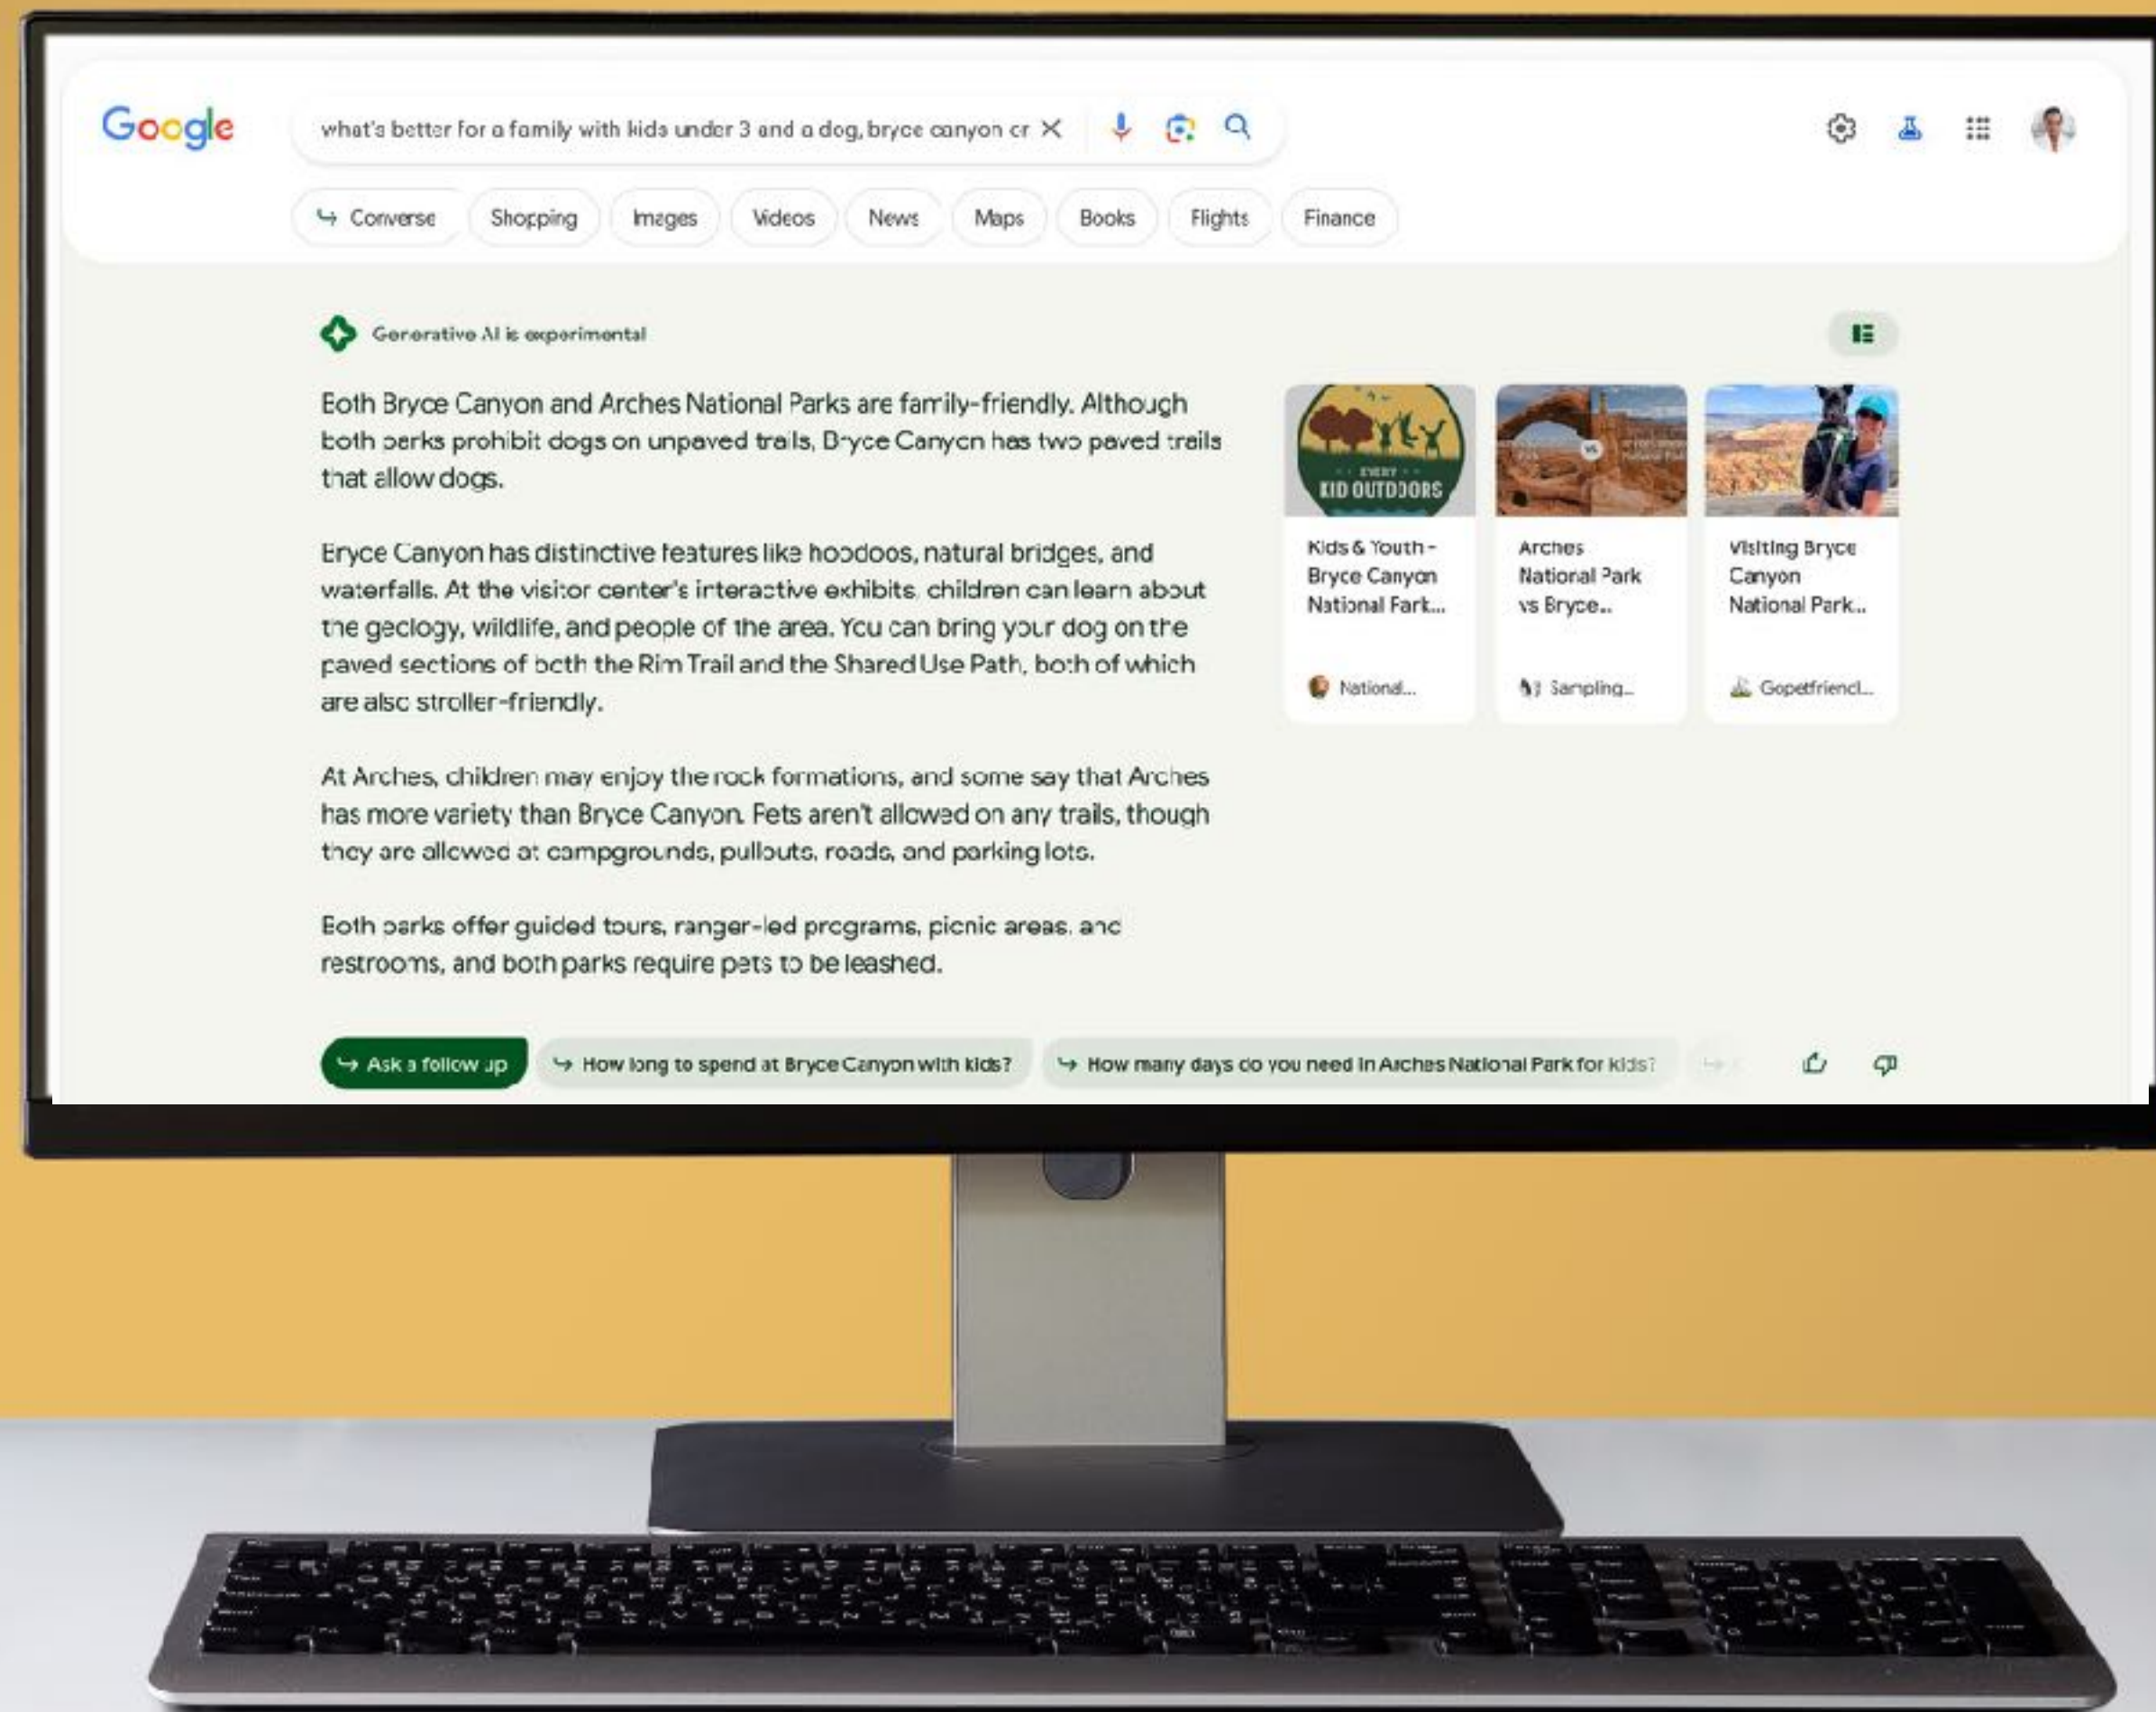 Google
what's better for a family with kids under 3 and a dog, bryce canyon or
Converse
Shopping
Images
Videos
News
Maps
Books
Flights
Finance
Generative AI is experimental
Both Bryce Canyon and Arches National Parks are family-friendly. Although
both parks prohibit dogs on unpaved trails, Bryce Canyon has two paved trails
that allow dogs.
Bryce Canyon has distinctive features like hoodoos, natural bridges, and
waterfalls. At the visitor center's interactive exhibits, children can learn about
the geology, wildlife, and people of the area. You can bring your dog on the
paved sections of both the Rim Trail and the Shared Use Path, both of which
are also stroller-friendly.
At Arches, children may enjoy the rock formations, and some say that Arches
has more variety than Bryce Canyon. Pets aren't allowed on any trails, though
they are allowed at campgrounds, pullouts, roads, and parking lots.
Both parks offer guided tours, ranger-led programs, picnic areas, and
restrooms, and both parks require pets to be leashed.
EVERY
KID OUTDOORS
Kids & Youth -
Bryce Canyon
National Park...
National...
VS
Arches
National Park
vs Bryce...
Sampling...
Visiting Bryce
Canyon
National Park...
Gopetfriendl...
Ask a follow up
How long to spend at Bryce Canyon with kids?
How many days do you need in Arches National Park for kids?